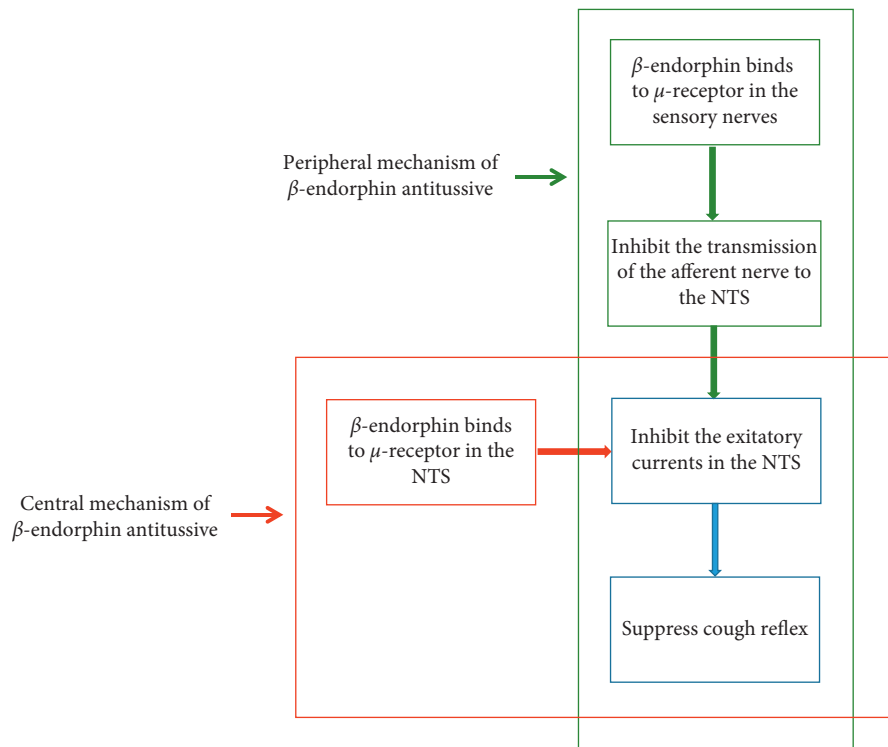 β-endorphin binds
to μ-receptor in the
sensory nerves
Peripheral mechanism of
β-endorphin antitussive
Inhibit the transmission
of the afferent nerve to
the NTS
β-endorphin binds
to μ-receptor in the
NTS
Inhibit the exitatory
currents in the NTS
Central mechanism of
β-endorphin antitussive
Suppress cough reflex